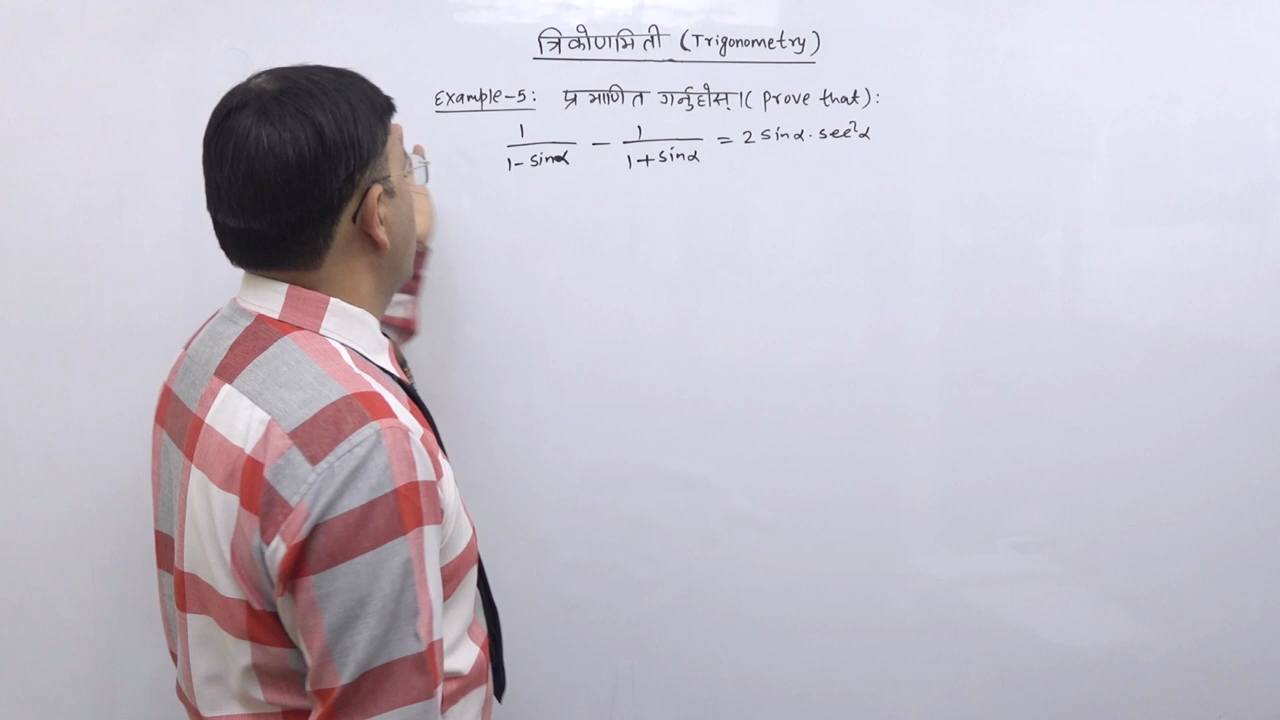 त्रिकोणमिती (Trigonometry)
Example-5: प्रमाणित गर्नुहोस् । (prove that):
1/(1 - sinα) - 1/(1 + sinα) = 2 sinα · sec²α